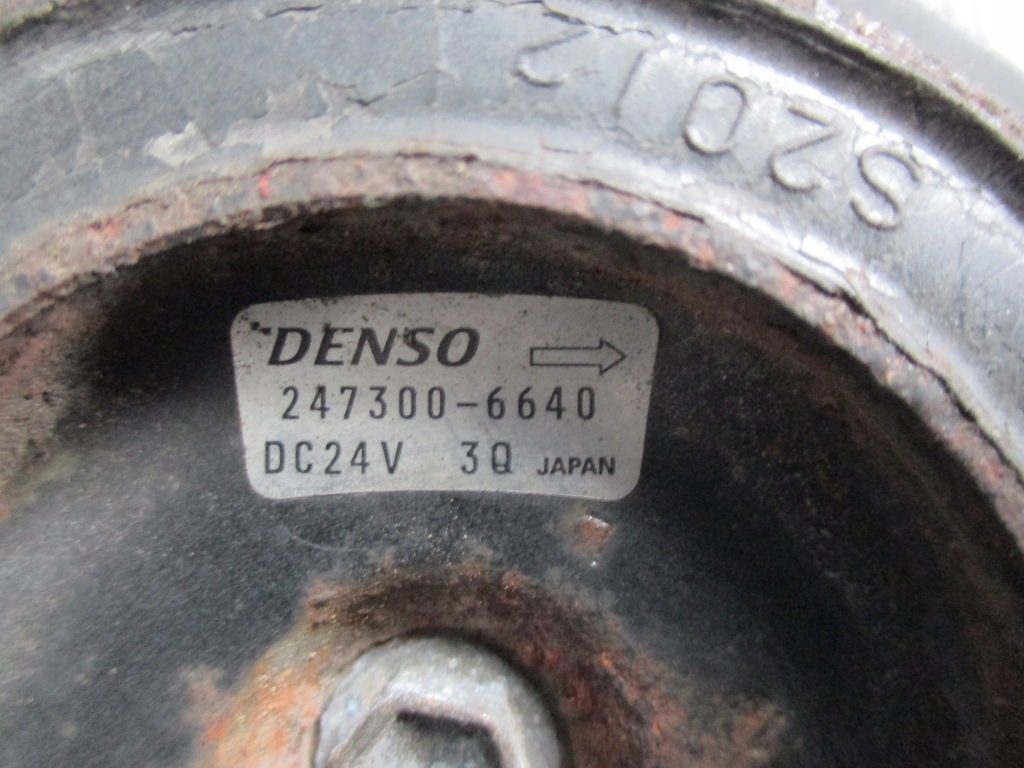 S2012
DENSO
247300-6640
DC24V 3Q JAPAN